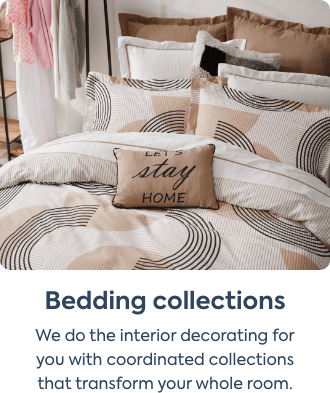 LET'S
stay
HOME
Bedding collections
We do the interior decorating for
you with coordinated collections
that transform your whole room.